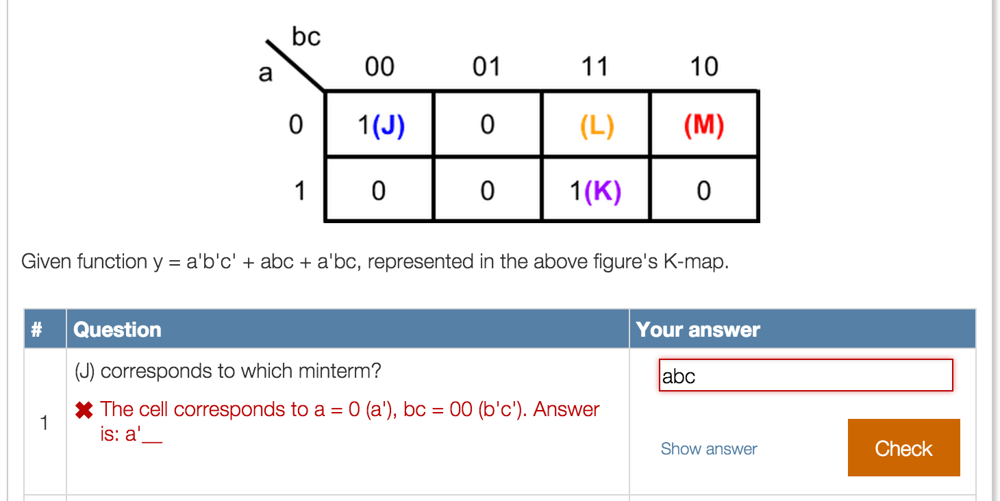 bc
a
00 01 11 10
0 1(J) 0 (L) (M)
1 0 0 1(K) 0
Given function y = a'b'c' + abc + a'bc, represented in the above figure's K-map.
# Question Your answer
(J) corresponds to which minterm?
abc
✖ The cell corresponds to a = 0 (a'), bc = 00 (b'c'). Answer
1
is: a'__
Show answer
Check